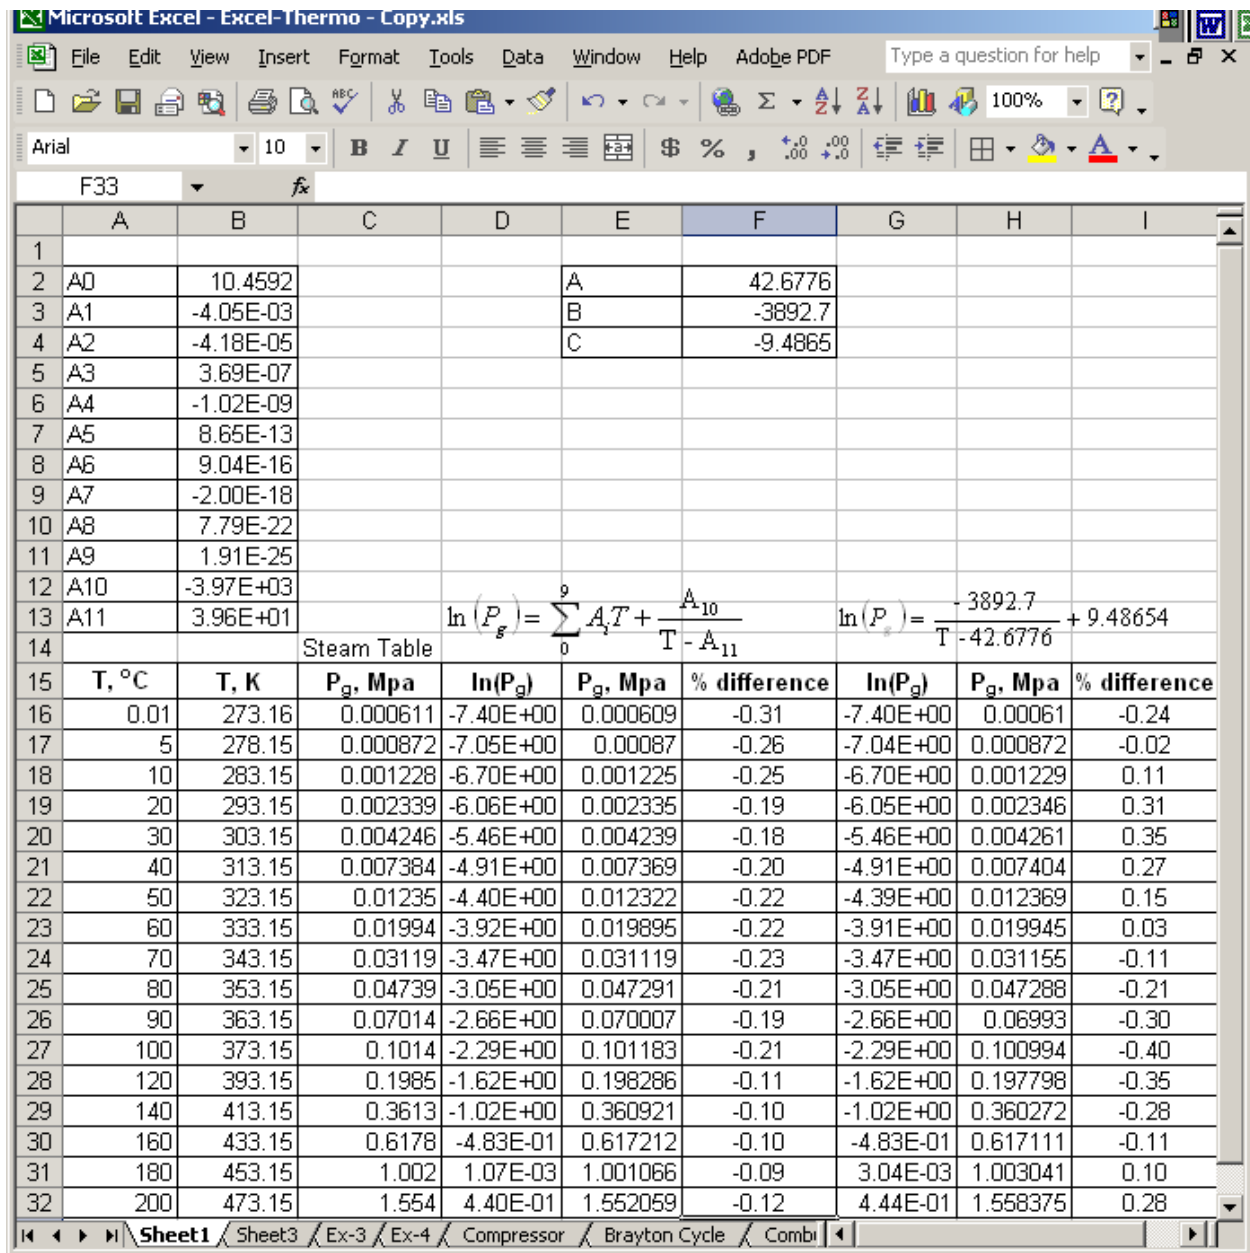 Microsoft Excel - Excel-Thermo - Copy.xls
File Edit View Insert Format Tools Data Window Help Adobe PDF Type a question for help
100%
Arial 10 B I U $ % ,
F33 fx
A B C D E F G H I
1
2 A0 10.4592 A 42.6776
3 A1 -4.05E-03 B -3892.7
4 A2 -4.18E-05 C -9.4865
5 A3 3.69E-07
6 A4 -1.02E-09
7 A5 8.65E-13
8 A6 9.04E-16
9 A7 -2.00E-18
10 A8 7.79E-22
11 A9 1.91E-25
12 A10 -3.97E+03
13 A11 3.96E+01 ln (P_g) = ∑_0^9 A_i T + A_10 / (T - A_11) ln(P_g) = - 3892.7 / (T - 42.6776) + 9.48654
14 Steam Table
15 T, °C T, K Pg, Mpa ln(Pg) Pg, Mpa % difference ln(Pg) Pg, Mpa % difference
16 0.01 273.16 0.000611 -7.40E+00 0.000609 -0.31 -7.40E+00 0.00061 -0.24
17 5 278.15 0.000872 -7.05E+00 0.00087 -0.26 -7.04E+00 0.000872 -0.02
18 10 283.15 0.001228 -6.70E+00 0.001225 -0.25 -6.70E+00 0.001229 0.11
19 20 293.15 0.002339 -6.06E+00 0.002335 -0.19 -6.05E+00 0.002346 0.31
20 30 303.15 0.004246 -5.46E+00 0.004239 -0.18 -5.46E+00 0.004261 0.35
21 40 313.15 0.007384 -4.91E+00 0.007369 -0.20 -4.91E+00 0.007404 0.27
22 50 323.15 0.01235 -4.40E+00 0.012322 -0.22 -4.39E+00 0.012369 0.15
23 60 333.15 0.01994 -3.92E+00 0.019895 -0.22 -3.91E+00 0.019945 0.03
24 70 343.15 0.03119 -3.47E+00 0.031119 -0.23 -3.47E+00 0.031155 -0.11
25 80 353.15 0.04739 -3.05E+00 0.047291 -0.21 -3.05E+00 0.047288 -0.21
26 90 363.15 0.07014 -2.66E+00 0.070007 -0.19 -2.66E+00 0.06993 -0.30
27 100 373.15 0.1014 -2.29E+00 0.101183 -0.21 -2.29E+00 0.100994 -0.40
28 120 393.15 0.1985 -1.62E+00 0.198286 -0.11 -1.62E+00 0.197798 -0.35
29 140 413.15 0.3613 -1.02E+00 0.360921 -0.10 -1.02E+00 0.360272 -0.28
30 160 433.15 0.6178 -4.83E-01 0.617212 -0.10 -4.83E-01 0.617111 -0.11
31 180 453.15 1.002 1.07E-03 1.001066 -0.09 3.04E-03 1.003041 0.10
32 200 473.15 1.554 4.40E-01 1.552059 -0.12 4.44E-01 1.558375 0.28
Sheet1 Sheet3 Ex-3 Ex-4 Compressor Brayton Cycle Combi